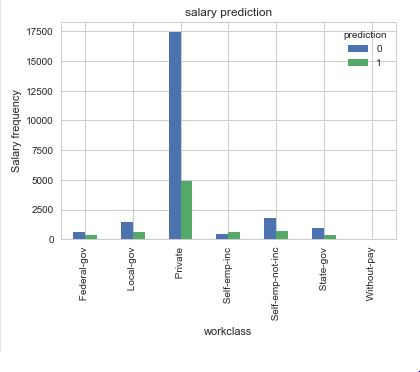 salary prediction
prediction
0
1
17500
15000
12500
10000
7500
5000
2500
0
Salary frequency
Federal-gov
Local-gov
Private
Self-emp-inc
Self-emp-not-inc
State-gov
Without-pay
workclass